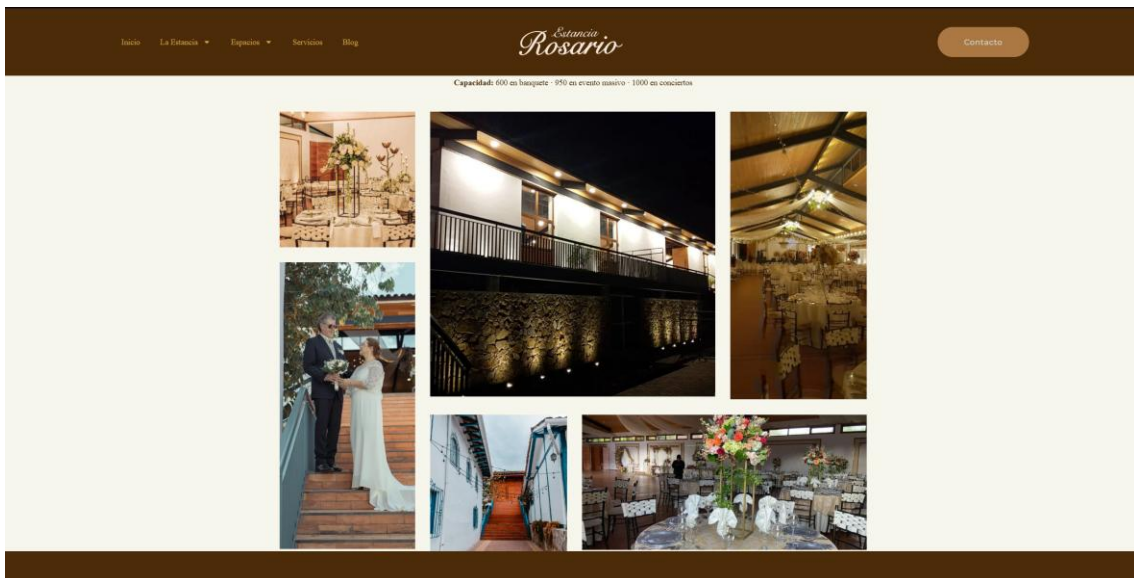 Inicio La Estancia Espacios Servicios Blog
Estancia
Rosario
Contacto
Capacidad: 600 en banquete · 950 en evento masivo · 1000 en conciertos